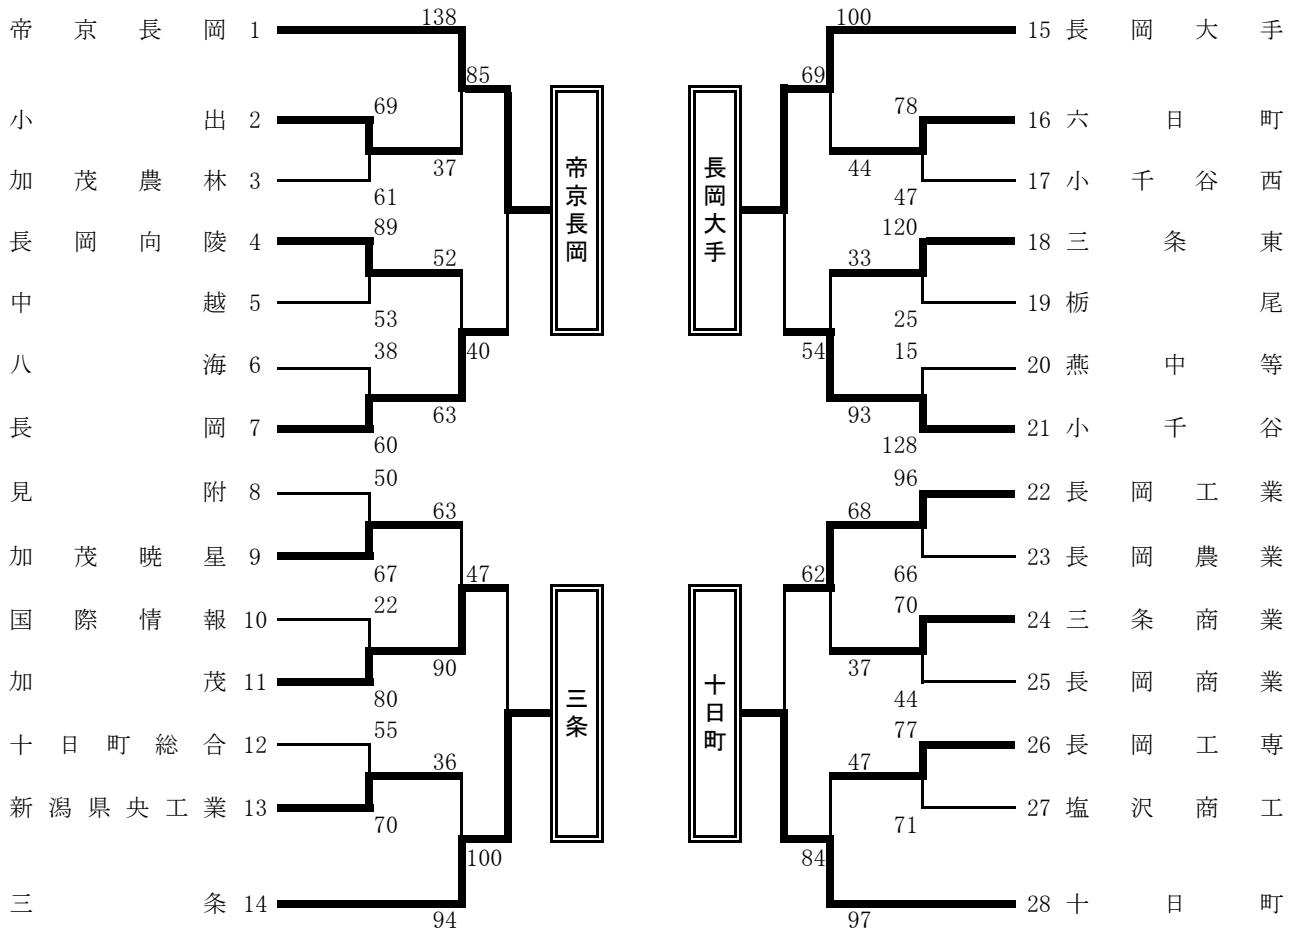 帝京長岡 1
138
100
15 長岡大手
85
69
69
78
小出 2
16 六日町
37
44
加茂農林 3
17 小千谷西
61
47
帝京長岡
長岡大手
89
120
長岡向陵 4
18 三条東
52
33
中越 5
19 栃尾
53
25
38
40
54
15
八海 6
20 燕中等
63
93
長岡 7
21 小千谷
60
128
50
96
見附 8
22 長岡工業
63
68
加茂暁星 9
23 長岡農業
67
47
62
66
22
70
国際情報 10
24 三条商業
90
37
加茂 11
25 長岡商業
80
44
三条
十日町
55
77
十日町総合 12
26 長岡工専
36
47
新潟県央工業 13
27 塩沢商工
70
71
100
84
三条 14
28 十日町
94
97